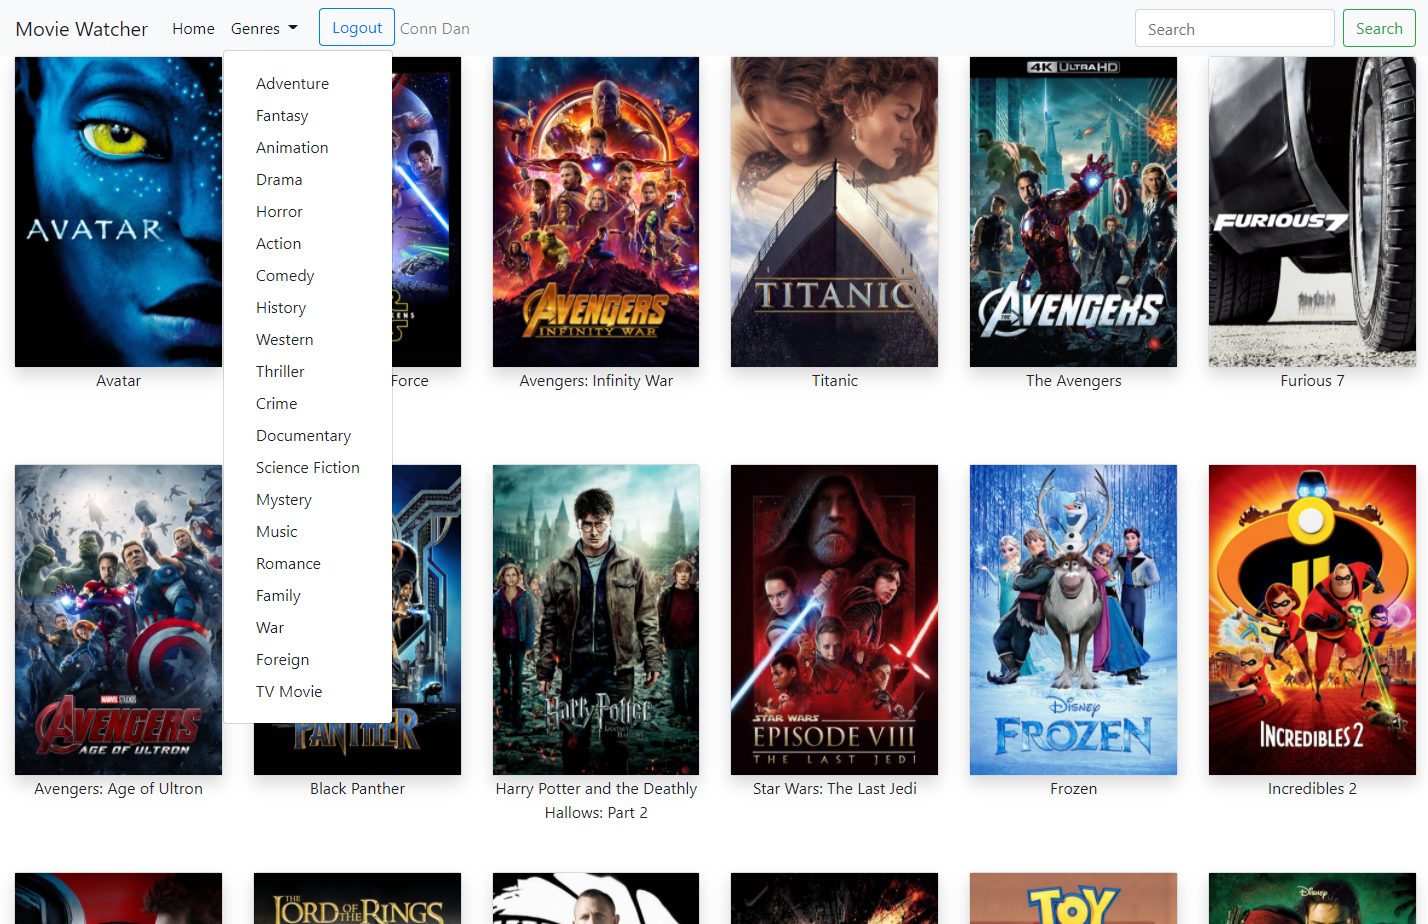 Movie Watcher
Home
Genres
Logout
Conn Dan
Search
Search
Adventure
Fantasy
Animation
Drama
Horror
Action
Comedy
History
Western
Thriller
Crime
Documentary
Science Fiction
Mystery
Music
Romance
Family
War
Foreign
TV Movie
AVATAR
Avatar
Force
AVENGERS
INFINITY WAR
Avengers: Infinity War
TITANIC
Titanic
4K ULTRA HD
THE AVENGERS
The Avengers
FURIOUS 7
Furious 7
MARVEL STUDIOS
AVENGERS
AGE OF ULTRON
Avengers: Age of Ultron
PANTHER
Black Panther
Harry Potter
Harry Potter and the Deathly
Hallows: Part 2
STAR WARS
EPISODE VIII
THE LAST JEDI
Star Wars: The Last Jedi
Disney
FROZEN
Frozen
INCREDIBLES 2
Incredibles 2
THE
LORD OF THE RINGS
TOY
Disney